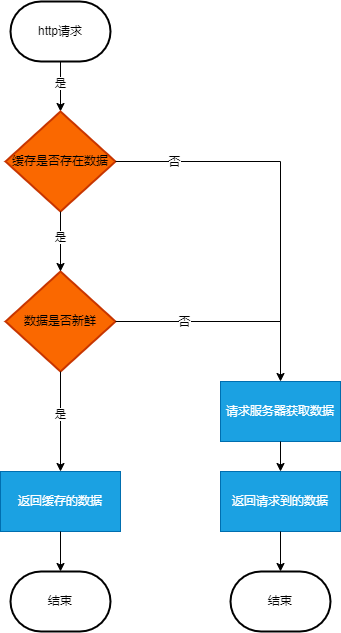 http请求
是
缓存是否存在数据
否
是
数据是否新鲜
否
是
请求服务器获取数据
返回缓存的数据
返回请求到的数据
结束
结束